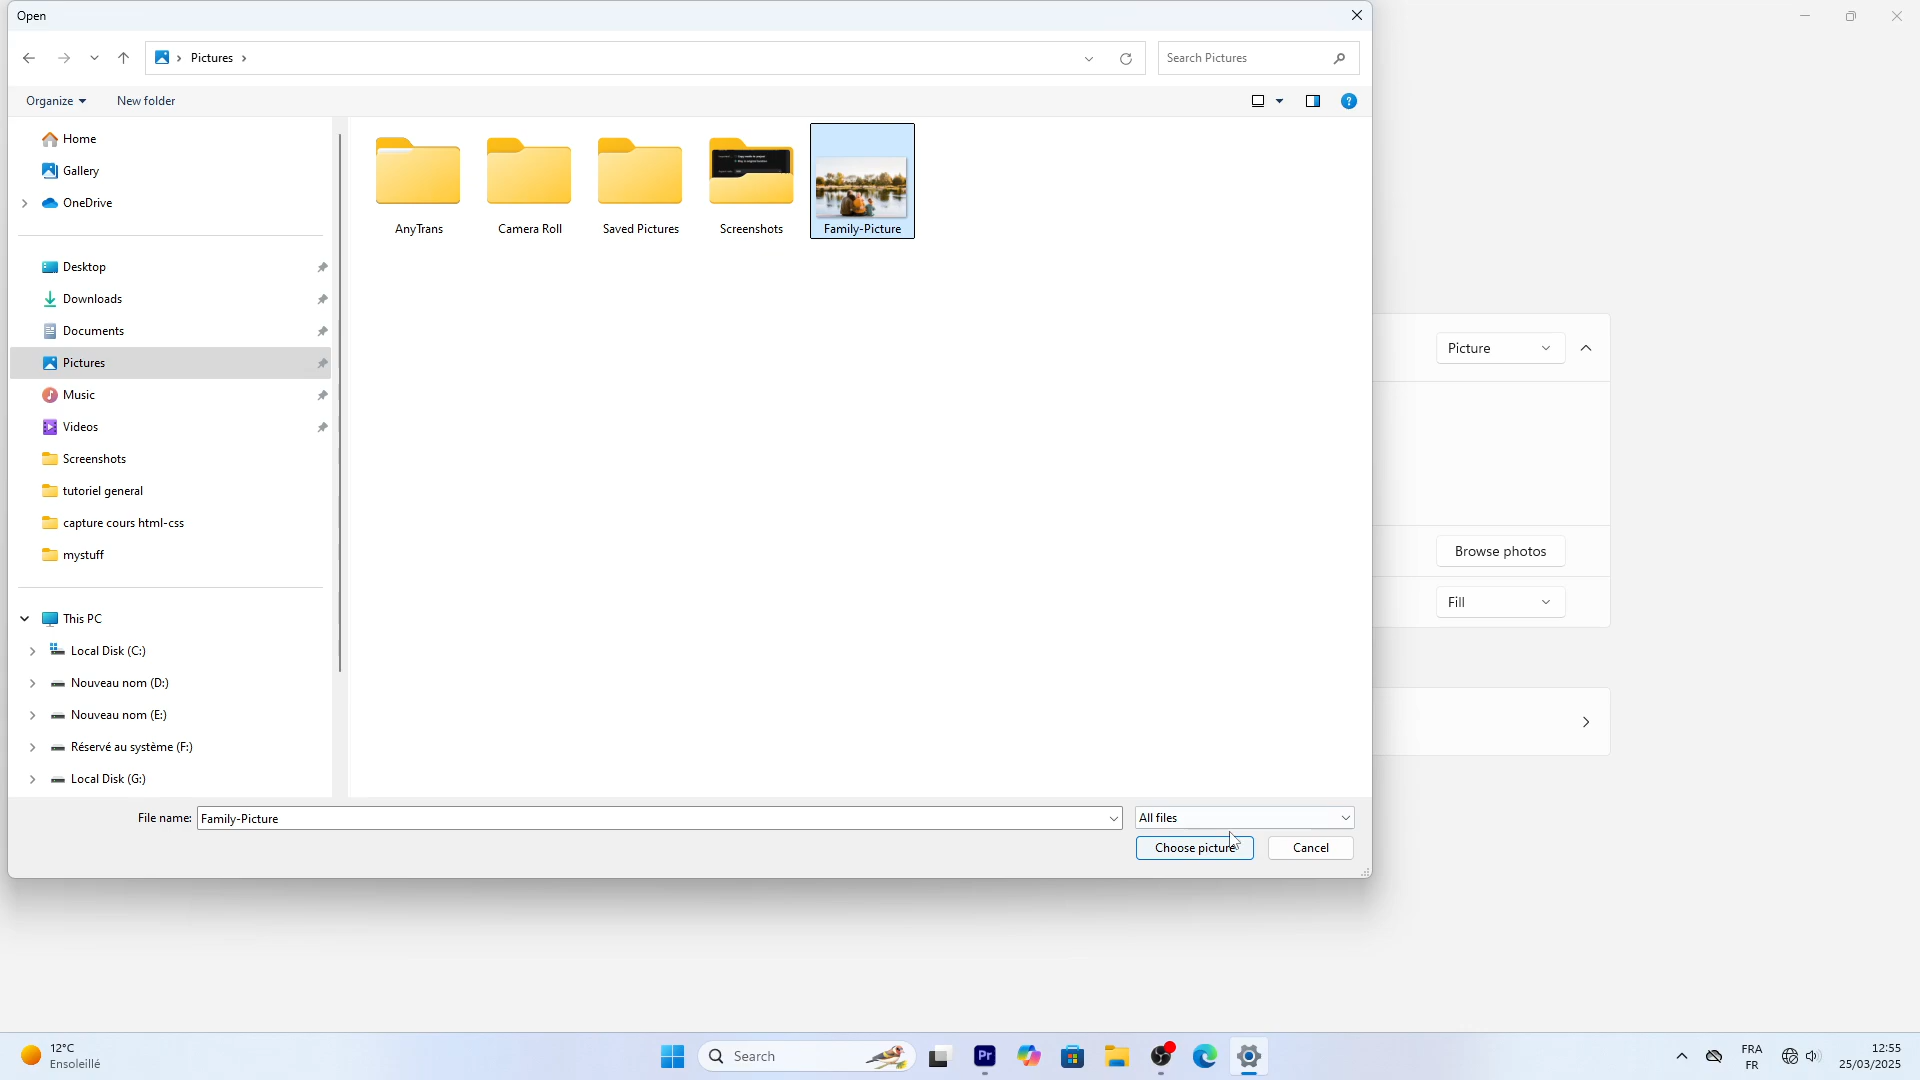 Open
Pictures
Search Pictures
Organize
New folder
Home
Gallery
OneDrive
Desktop
Downloads
Documents
Pictures
Music
Videos
Screenshots
tutoriel general
capture cours html-css
mystuff
This PC
Local Disk (C:)
Nouveau nom (D:)
Nouveau nom (E:)
Réservé au système (F:)
Local Disk (G:)
AnyTrans
Camera Roll
Saved Pictures
Screenshots
Family-Picture
File name:
Family-Picture
All files
Choose picture
Cancel
Picture
Browse photos
Fill
12°C
Ensoleillé
Search
Pr
FRA
FR
12:55
25/03/2025